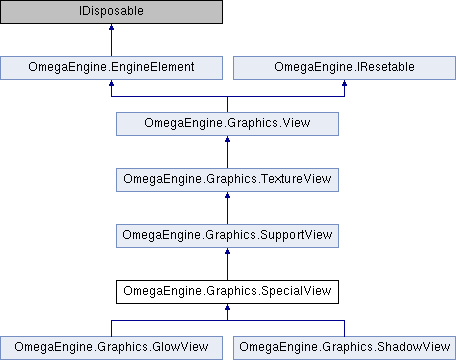 IDisposable
OmegaEngine.EngineElement
OmegaEngine.IResetable
OmegaEngine.Graphics.View
OmegaEngine.Graphics.TextureView
OmegaEngine.Graphics.SupportView
OmegaEngine.Graphics.SpecialView
OmegaEngine.Graphics.GlowView
OmegaEngine.Graphics.ShadowView